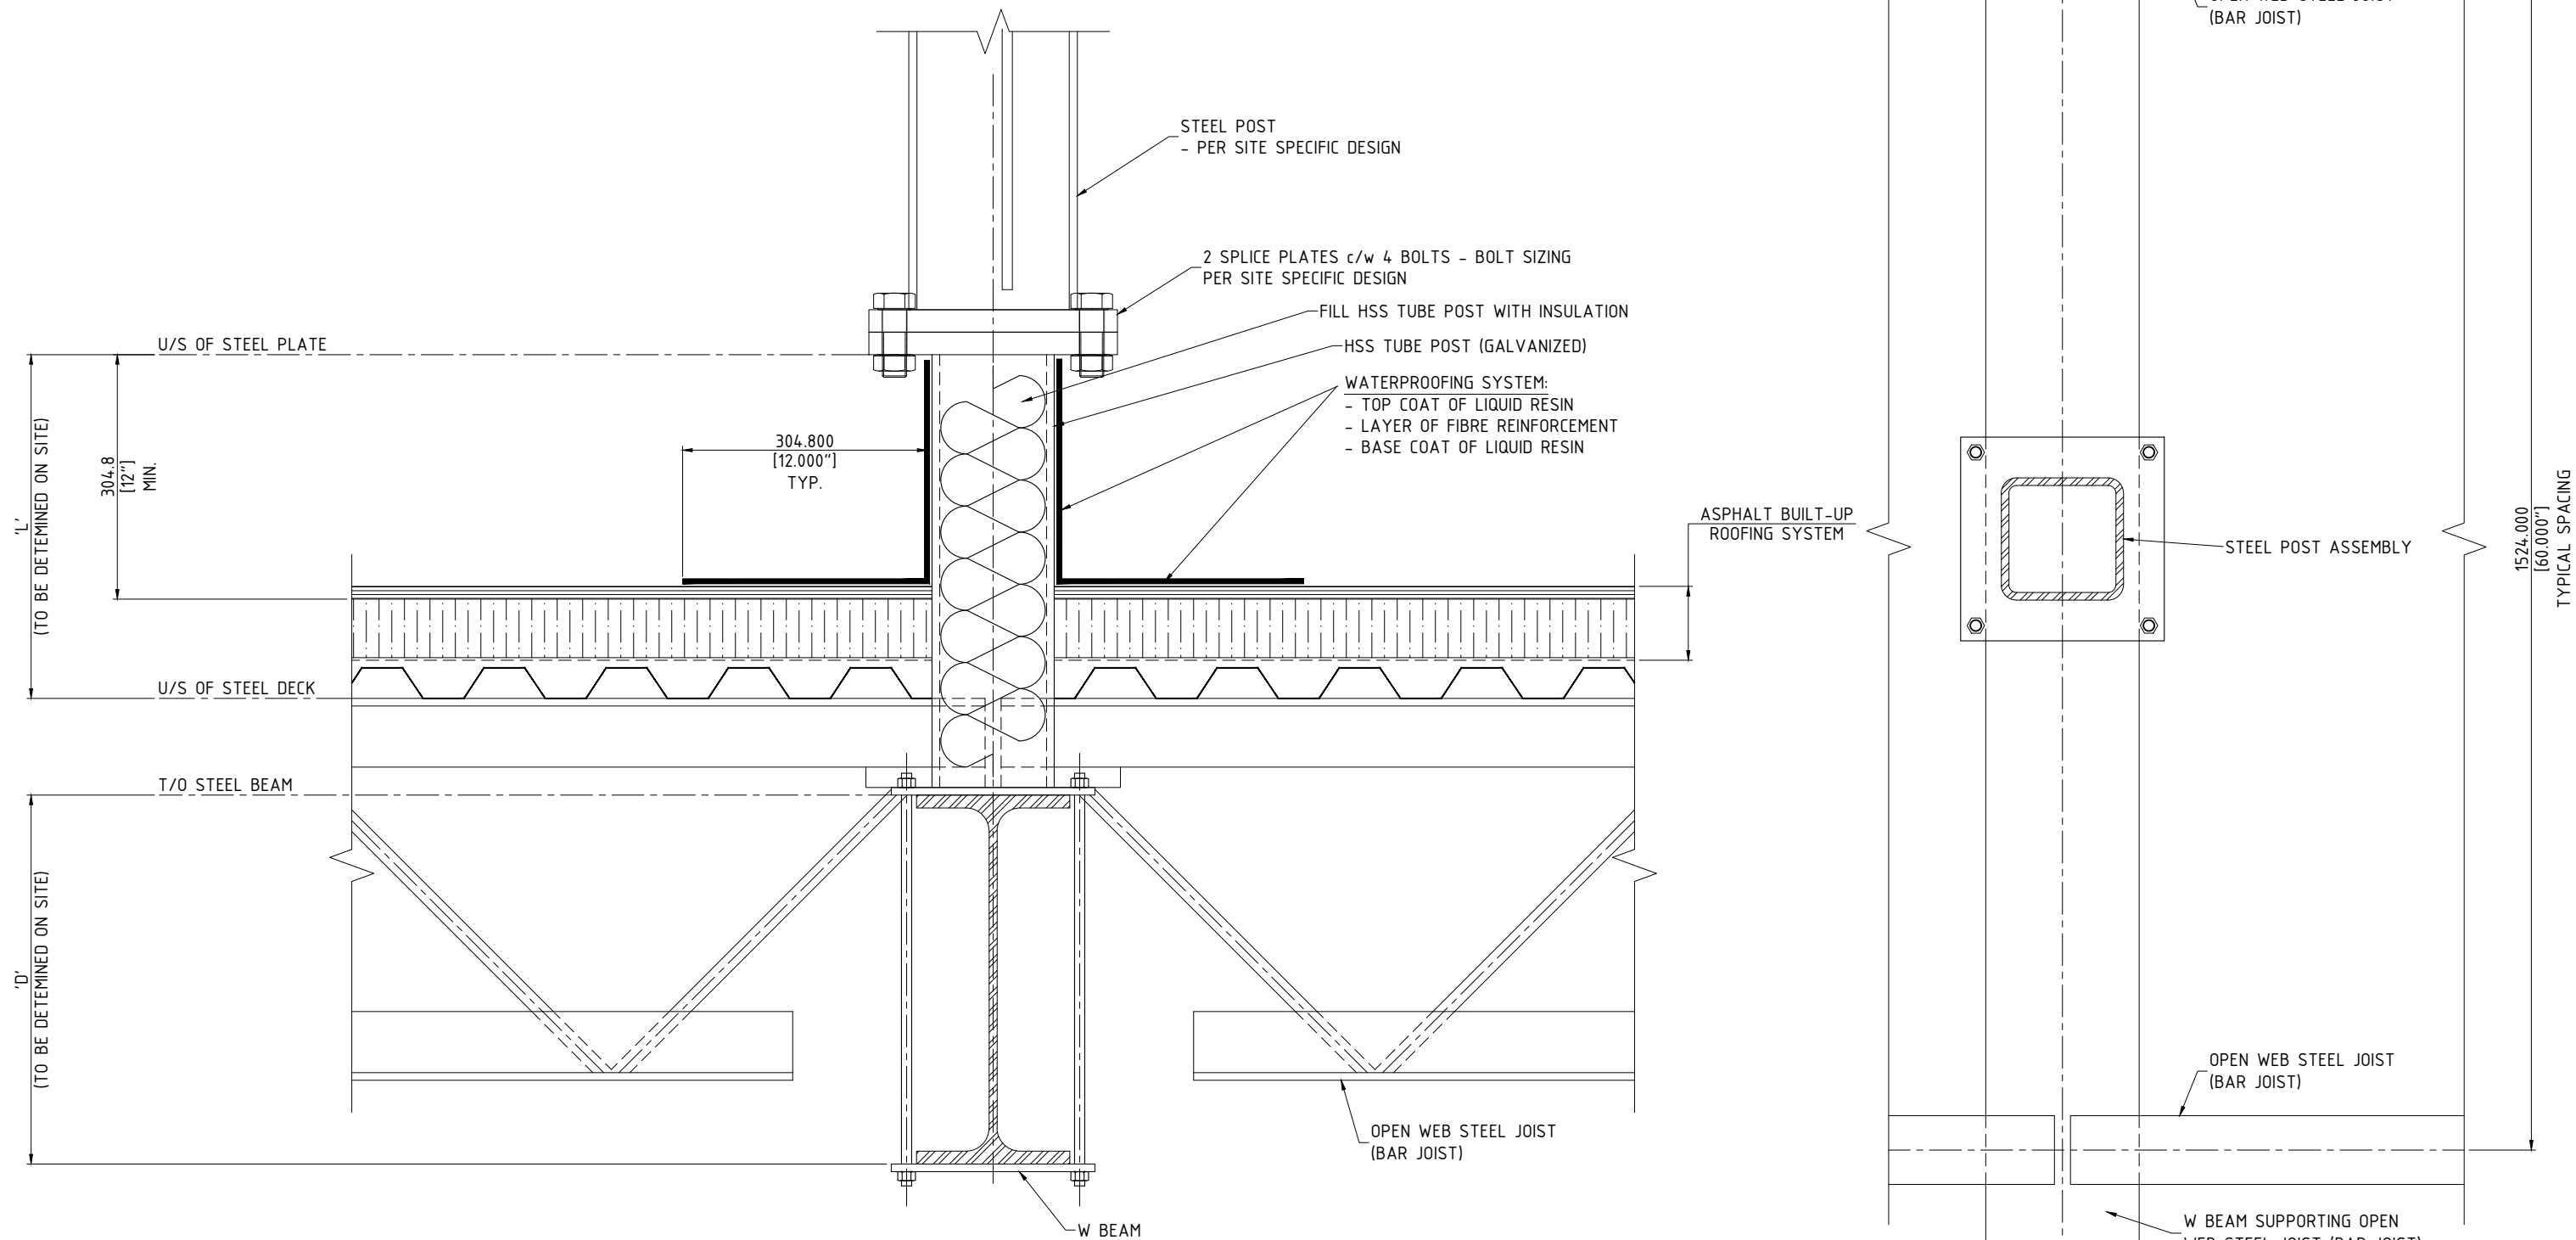 STEEL POST
- PER SITE SPECIFIC DESIGN
2 SPLICE PLATES c/w 4 BOLTS - BOLT SIZING
PER SITE SPECIFIC DESIGN
FILL HSS TUBE POST WITH INSULATION
HSS TUBE POST (GALVANIZED)
WATERPROOFING SYSTEM:
- TOP COAT OF LIQUID RESIN
- LAYER OF FIBRE REINFORCEMENT
- BASE COAT OF LIQUID RESIN
U/S OF STEEL PLATE
304.800
[12.000"]
TYP.
304.8
[12"]
MIN.
'L'
(TO BE DETEMINED ON SITE)
U/S OF STEEL DECK
T/O STEEL BEAM
'D'
(TO BE DETEMINED ON SITE)
ASPHALT BUILT-UP
ROOFING SYSTEM
OPEN WEB STEEL JOIST
(BAR JOIST)
W BEAM
(BAR JOIST)
STEEL POST ASSEMBLY
1524.000
[60.000"]
TYPICAL SPACING
OPEN WEB STEEL JOIST
(BAR JOIST)
W BEAM SUPPORTING OPEN
WEB STEEL JOIST (BAR JOIST)